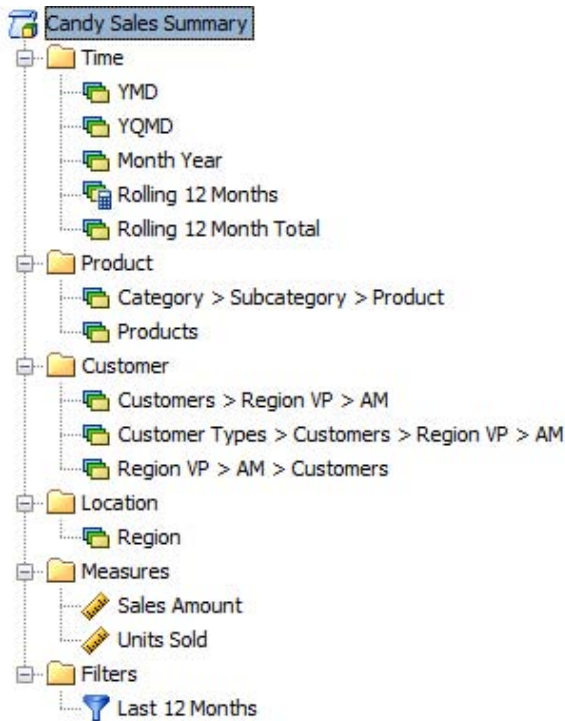 Candy Sales Summary
Time
YMD
YQMD
Month Year
Rolling 12 Months
Rolling 12 Month Total
Product
Category > Subcategory > Product
Products
Customer
Customers > Region VP > AM
Customer Types > Customers > Region VP > AM
Region VP > AM > Customers
Location
Region
Measures
Sales Amount
Units Sold
Filters
Last 12 Months